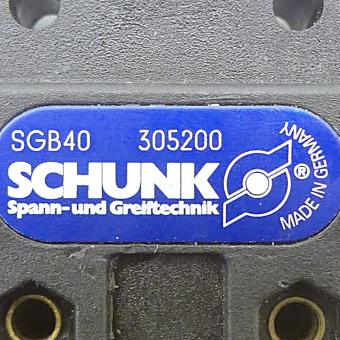 SGB40 305200
SCHUNK ®
Spann- und Greiftechnik
MADE IN GERMANY